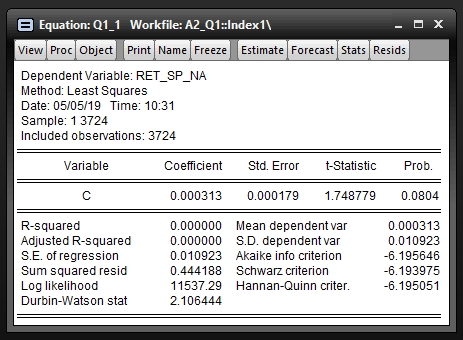 Equation: Q1_1 Workfile: A2_Q1::Index1\
View Proc Object Print Name Freeze Estimate Forecast Stats Resids
Dependent Variable: RET_SP_NA
Method: Least Squares
Date: 05/05/19 Time: 10:31
Sample: 1 3724
Included observations: 3724
Variable Coefficient Std. Error t-Statistic Prob.
C 0.000313 0.000179 1.748779 0.0804
R-squared 0.000000 Mean dependent var 0.000313
Adjusted R-squared 0.000000 S.D. dependent var 0.010923
S.E. of regression 0.010923 Akaike info criterion -6.195646
Sum squared resid 0.444188 Schwarz criterion -6.193975
Log likelihood 11537.29 Hannan-Quinn criter. -6.195051
Durbin-Watson stat 2.106444